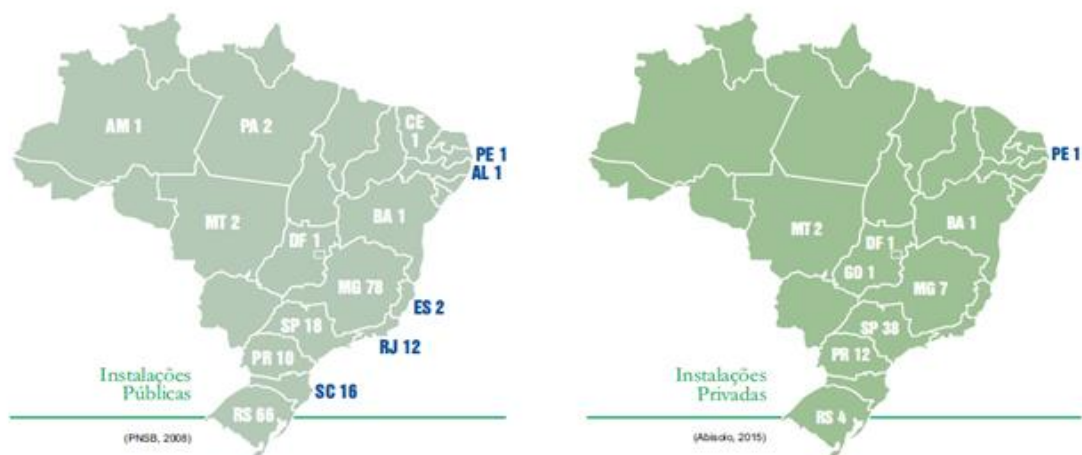 AM 1
PA 2
CE
1
PE 1
AL 1
MT 2
BA 1
DF 1
MG 78
ES 2
SP 18
RJ 12
PR 10
SC 16
RS 66
Instalações
Públicas
(PNSB, 2008)
PE 1
MT 2
BA 1
DF 1
GO 1
MG 7
SP 38
PR 12
RS 4
Instalações
Privadas
(Abisolo, 2015)